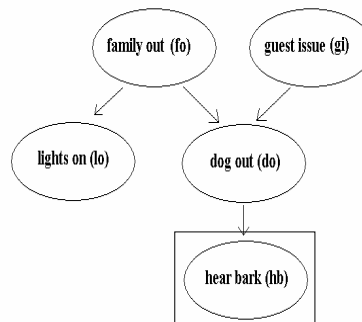 family out (fo)
guest issue (gi)
lights on (lo)
dog out (do)
hear bark (hb)